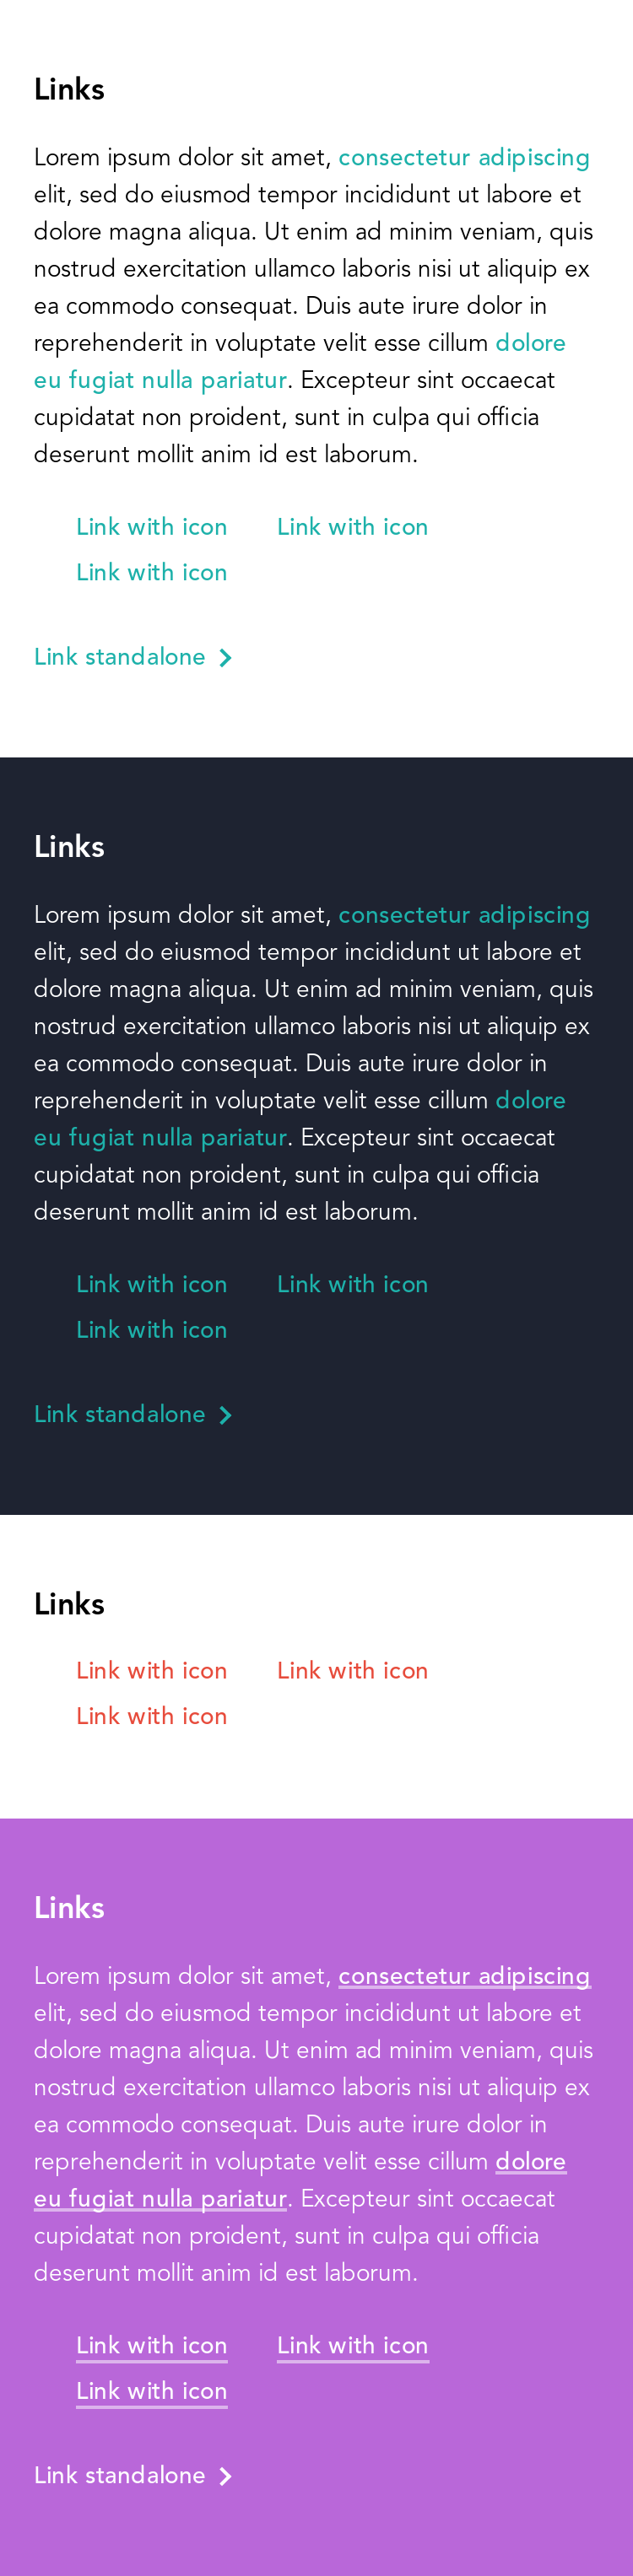 Links
Lorem ipsum dolor sit amet, consectetur adipiscing
elit, sed do eiusmod tempor incididunt ut labore et
dolore magna aliqua. Ut enim ad minim veniam, quis
nostrud exercitation ullamco laboris nisi ut aliquip ex
ea commodo consequat. Duis aute irure dolor in
reprehenderit in voluptate velit esse cillum dolore
eu fugiat nulla pariatur. Excepteur sint occaecat
cupidatat non proident, sunt in culpa qui officia
deserunt mollit anim id est laborum.
Link with icon Link with icon
Link with icon
Link standalone
Links
Lorem ipsum dolor sit amet, consectetur adipiscing
elit, sed do eiusmod tempor incididunt ut labore et
dolore magna aliqua. Ut enim ad minim veniam, quis
nostrud exercitation ullamco laboris nisi ut aliquip ex
ea commodo consequat. Duis aute irure dolor in
reprehenderit in voluptate velit esse cillum dolore
eu fugiat nulla pariatur. Excepteur sint occaecat
cupidatat non proident, sunt in culpa qui officia
deserunt mollit anim id est laborum.
Link with icon Link with icon
Link with icon
Link standalone
Links
Link with icon Link with icon
Link with icon
Links
Lorem ipsum dolor sit amet, consectetur adipiscing
elit, sed do eiusmod tempor incididunt ut labore et
dolore magna aliqua. Ut enim ad minim veniam, quis
nostrud exercitation ullamco laboris nisi ut aliquip ex
ea commodo consequat. Duis aute irure dolor in
reprehenderit in voluptate velit esse cillum dolore
eu fugiat nulla pariatur. Excepteur sint occaecat
cupidatat non proident, sunt in culpa qui officia
deserunt mollit anim id est laborum.
Link with icon Link with icon
Link with icon
Link standalone